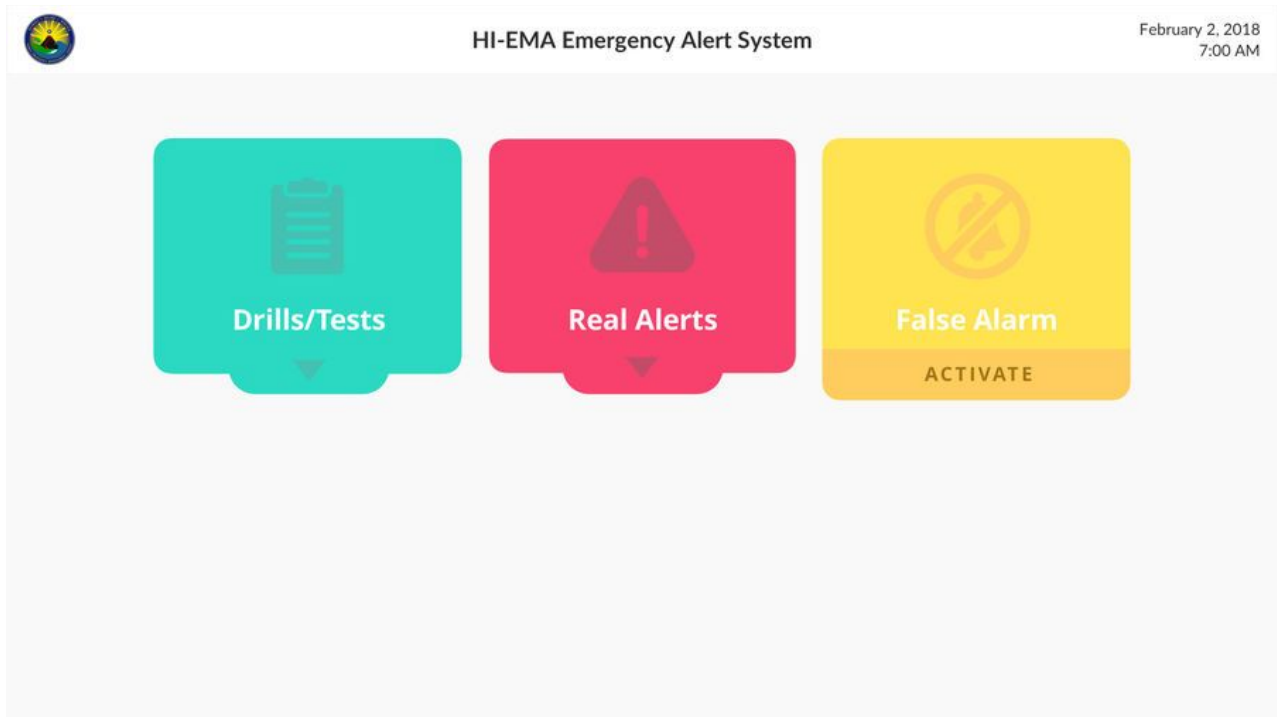 HI-EMA Emergency Alert System
February 2, 2018
7:00 AM
Drills/Tests
Real Alerts
False Alarm
ACTIVATE